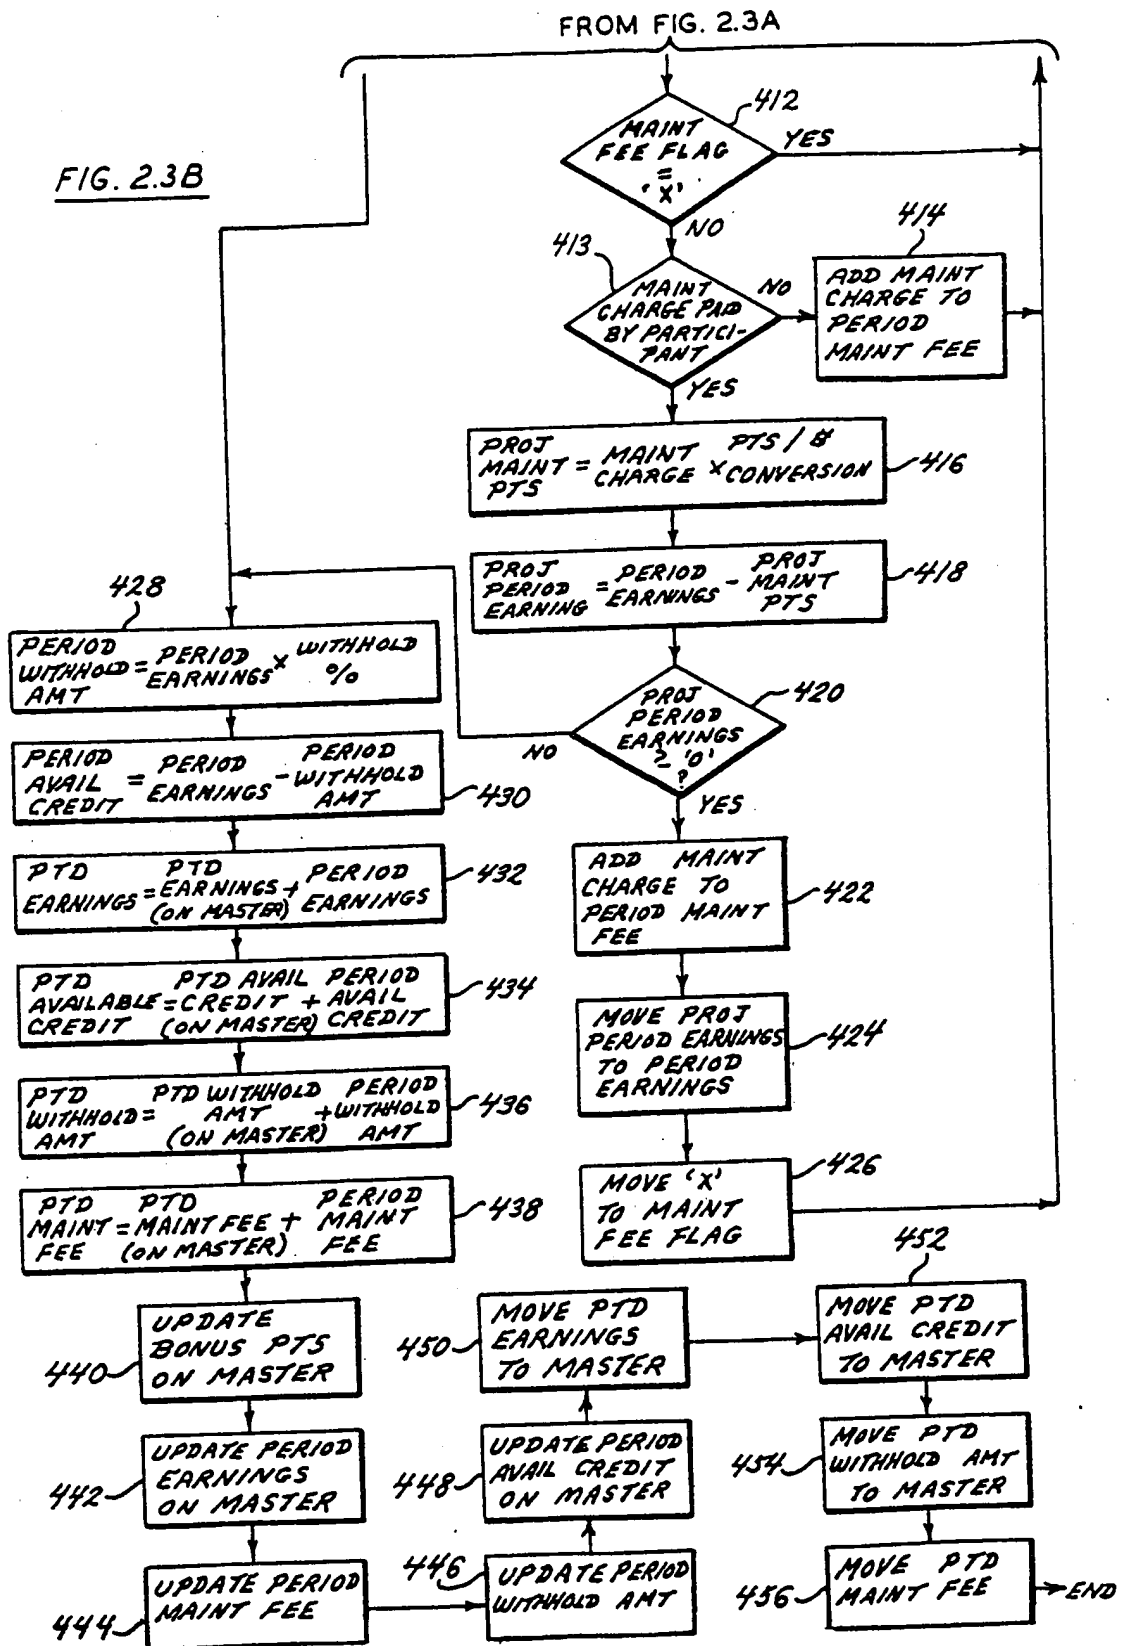 FROM FIG. 2.3A
FIG. 2.3B
412
MAINT
FEE FLAG
=
'X'
YES
NO
413
MAINT
CHARGE PAID
BY PARTICI-
PANT
NO
YES
414
ADD MAINT
CHARGE TO
PERIOD
MAINT FEE
PROJ MAINT PTS / $
MAINT = CHARGE × CONVERSION
PTS
416
PROJ PERIOD PROJ
PERIOD = EARNINGS - MAINT
EARNING PTS
418
PROJ
PERIOD
EARNINGS
≥ '0'
?
420
NO
YES
ADD MAINT
CHARGE TO
PERIOD MAINT
FEE
422
MOVE PROJ
PERIOD EARNINGS
TO PERIOD
EARNINGS
424
MOVE 'X'
TO MAINT
FEE FLAG
426
428
PERIOD PERIOD WITHHOLD
WITHHOLD = EARNINGS × %
AMT
PERIOD PERIOD PERIOD
AVAIL = EARNINGS - WITHHOLD
CREDIT AMT
430
PTD PTD PERIOD
EARNINGS = EARNINGS + EARNINGS
(ON MASTER)
432
PTD PTD AVAIL PERIOD
AVAILABLE = CREDIT + AVAIL
CREDIT (ON MASTER) CREDIT
434
PTD PTD WITHHOLD PERIOD
WITHHOLD = AMT + WITHHOLD
AMT (ON MASTER) AMT
436
PTD PTD PERIOD
MAINT = MAINT FEE + MAINT
FEE (ON MASTER) FEE
438
UPDATE
BONUS PTS
ON MASTER
440
UPDATE PERIOD
EARNINGS
ON MASTER
442
UPDATE PERIOD
MAINT FEE
444
446
UPDATE PERIOD
WITHHOLD AMT
UPDATE PERIOD
AVAIL CREDIT
ON MASTER
448
MOVE PTD
EARNINGS
TO MASTER
450
452
MOVE PTD
AVAIL CREDIT
TO MASTER
MOVE PTD
WITHHOLD AMT
TO MASTER
454
MOVE PTD
MAINT FEE
456
END